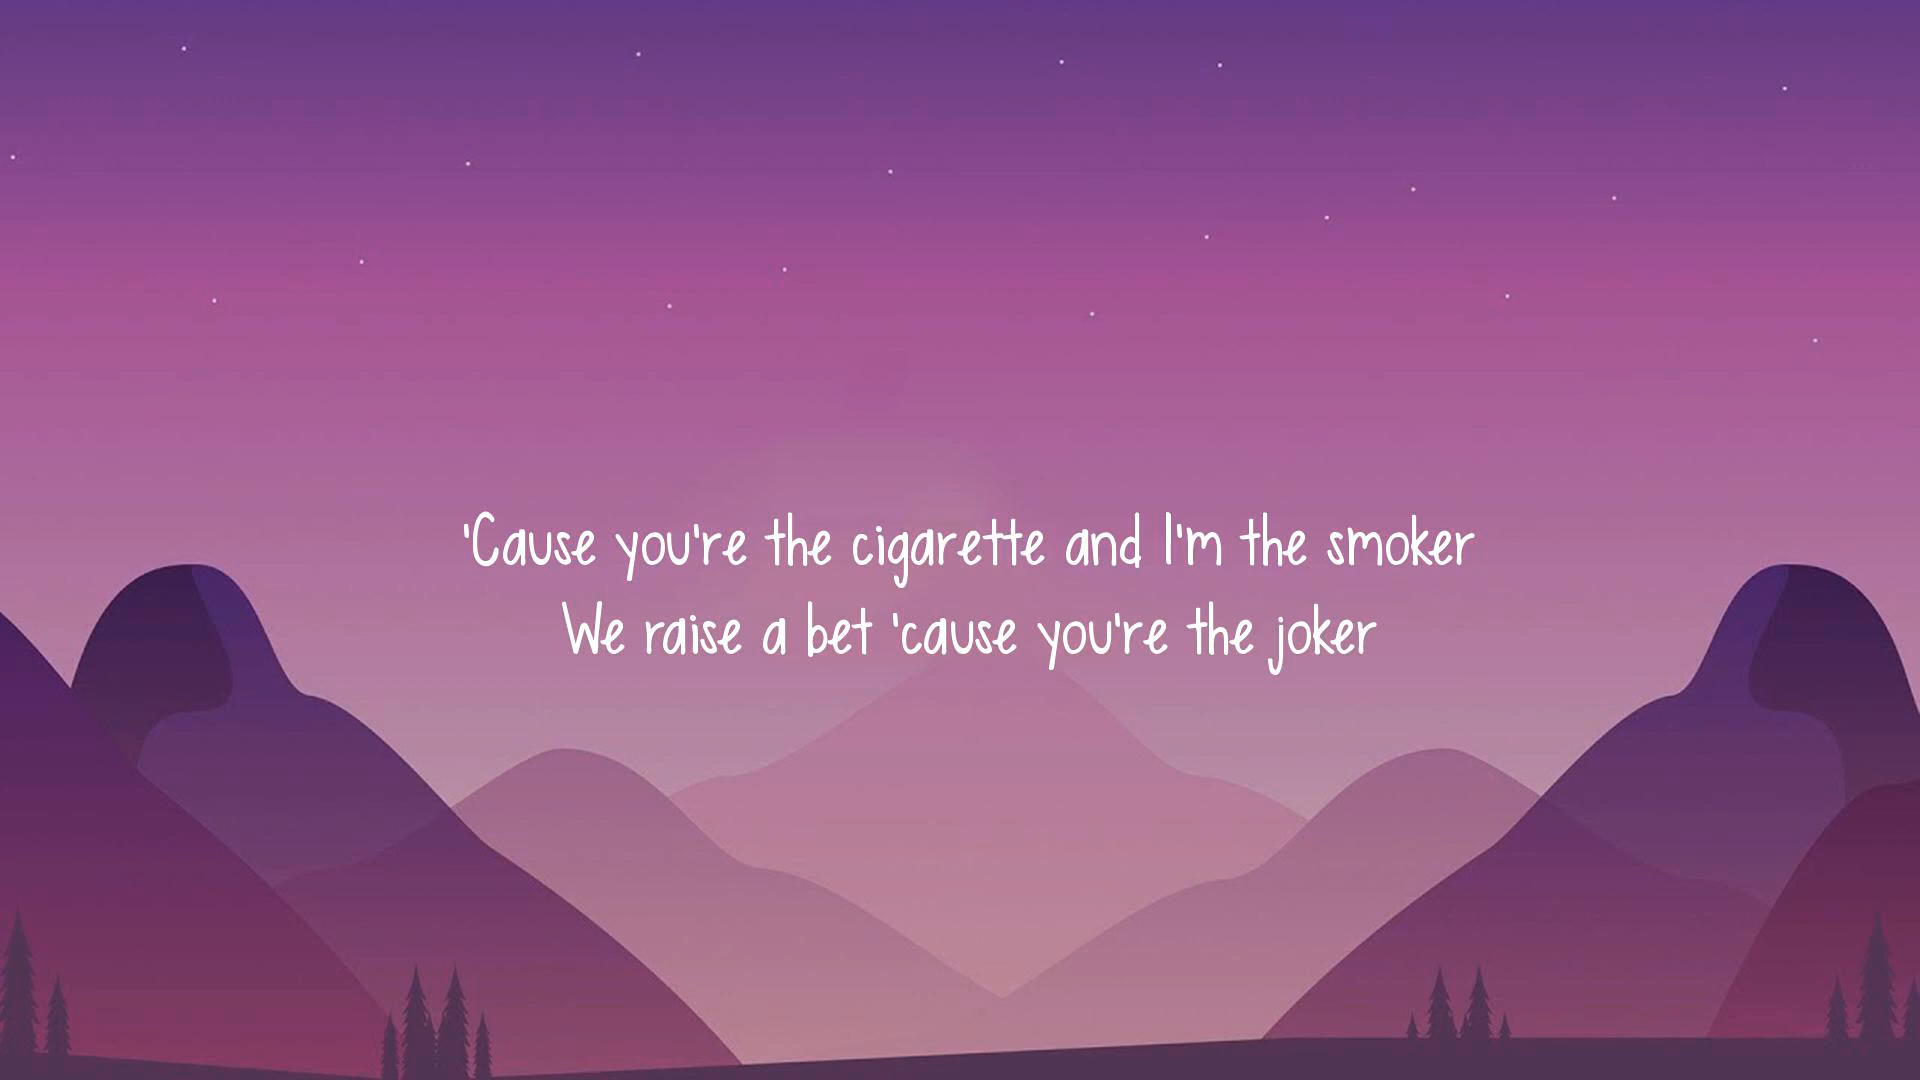 'Cause you're the cigarette and I'm the smoker
We raise a bet 'cause you're the joker